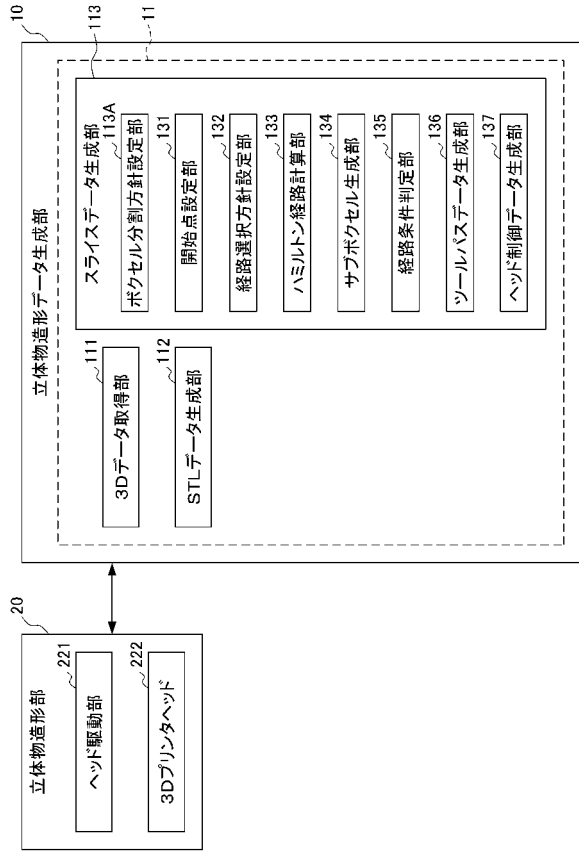 20
立体物造形部
221
ヘッド駆動部
222
3Dプリンタヘッド
10
立体物造形データ生成部
11
111
3Dデータ取得部
112
STLデータ生成部
113
スライスデータ生成部
113A
ボクセル分割方針設定部
131
開始点設定部
132
経路選択方針設定部
133
ハミルトン経路計算部
134
サブボクセル生成部
135
経路条件判定部
136
ツールパスデータ生成部
137
ヘッド制御データ生成部